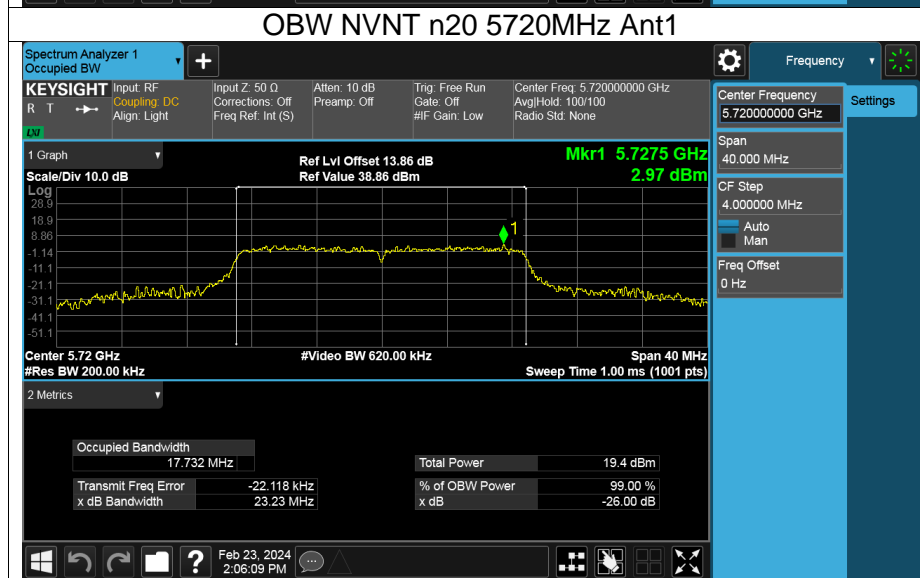 OBW NVNT n20 5720MHz Ant1
Spectrum Analyzer 1
Occupied BW
+
Frequency
KEYSIGHT
R T
LXI
Input: RF
Coupling: DC
Align: Light
Input Z: 50 Ω
Corrections: Off
Freq Ref: Int (S)
Atten: 10 dB
Preamp: Off
Trig: Free Run
Gate: Off
#IF Gain: Low
Center Freq: 5.720000000 GHz
Avg|Hold: 100/100
Radio Std: None
Center Frequency
5.720000000 GHz
Settings
Span
40.000 MHz
CF Step
4.000000 MHz
Auto
Man
Freq Offset
0 Hz
1 Graph
Ref Lvl Offset 13.86 dB
Mkr1 5.7275 GHz
Scale/Div 10.0 dB
Ref Value 38.86 dBm
2.97 dBm
Log
28.9
18.9
8.86
-1.14
-11.1
-21.1
-31.1
-41.1
-51.1
1
Center 5.72 GHz
#Video BW 620.00 kHz
Span 40 MHz
#Res BW 200.00 kHz
Sweep Time 1.00 ms (1001 pts)
2 Metrics
Occupied Bandwidth
17.732 MHz
Total Power 19.4 dBm
Transmit Freq Error -22.118 kHz
% of OBW Power 99.00 %
x dB Bandwidth 23.23 MHz
x dB -26.00 dB
?
Feb 23, 2024
2:06:09 PM